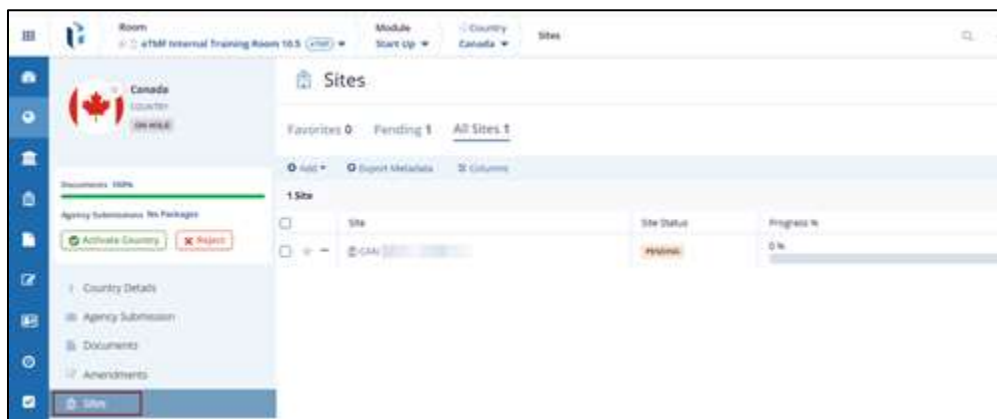 Room
eTMF Internal Training Room 10.5 eTMF
Module
Start Up
Country
Canada
Sites
Canada
COUNTRY
ON HOLD
Documents 100%
Agency Submissions No Packages
Activate Country
Reject
Country Details
Agency Submission
Documents
Amendments
Sites
Sites
Favorites 0
Pending 1
All Sites 1
Add
Export Metadata
Columns
1 Site
Site
Site Status
Progress %
PENDING
0 %